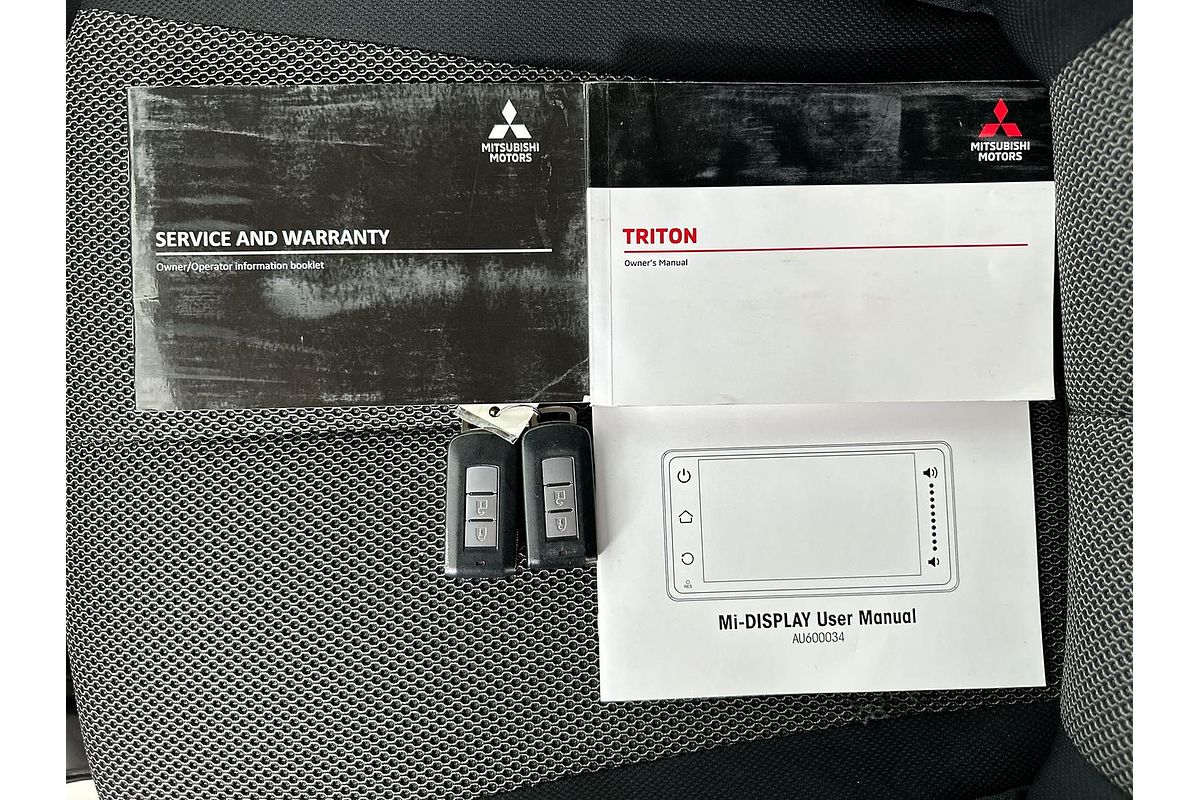 MITSUBISHI
MOTORS
SERVICE AND WARRANTY
Owner/Operator information booklet
MITSUBISHI
MOTORS
TRITON
Owner's Manual
RES
Mi-DISPLAY User Manual
AU600034